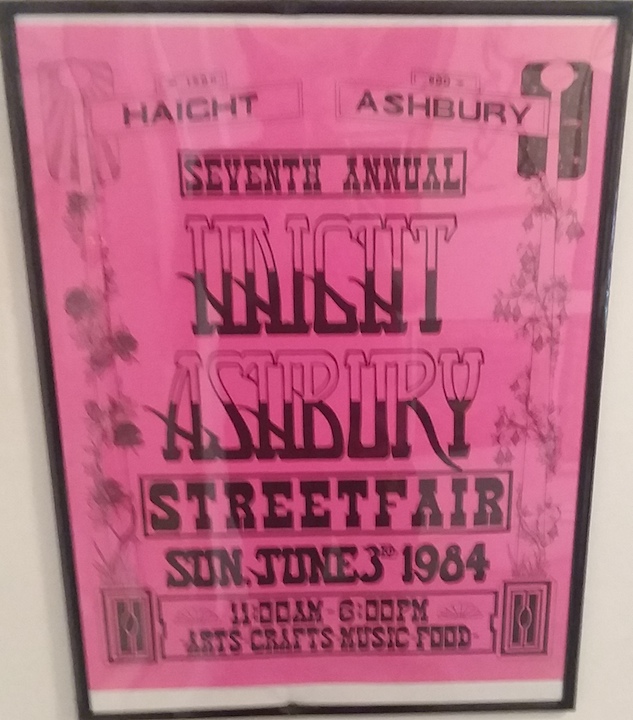 HAIGHT ASHBURY
SEVENTH ANNUAL
HAIGHT
ASHBURY
STREETFAIR
SUN. JUNE 3RD 1984
11:00AM - 6:00PM
ARTS CRAFTS MUSIC FOOD